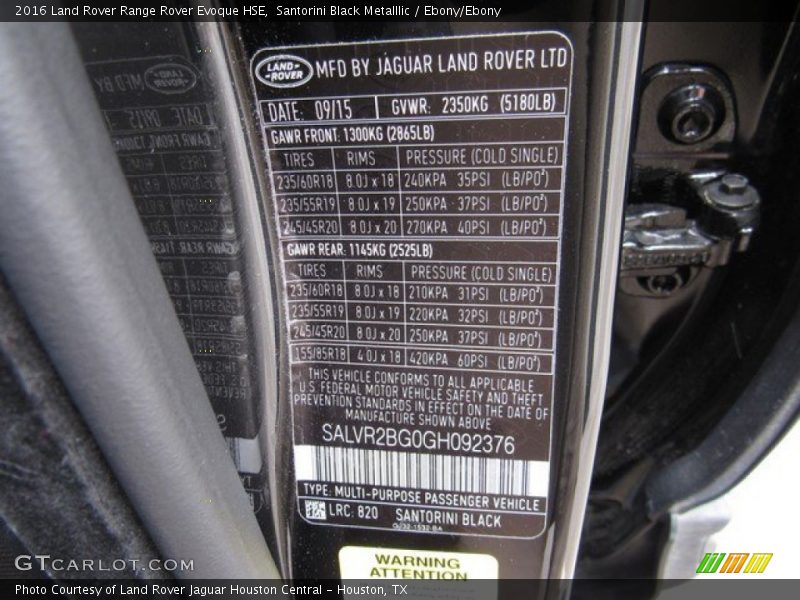 2016 Land Rover Range Rover Evoque HSE,  Santorini Black Metalllic / Ebony/Ebony
LAND-ROVER MFD BY JAGUAR LAND ROVER LTD
DATE: 09/15 GVWR: 2350KG (5180LB)
GAWR FRONT: 1300KG (2865LB)
TIRES RIMS PRESSURE (COLD SINGLE)
235/60R18 8.0J x 18 240KPA 35PSI (LB/PO²)
235/55R19 8.0J x 19 250KPA 37PSI (LB/PO²)
245/45R20 8.0J x 20 270KPA 40PSI (LB/PO²)
GAWR REAR: 1145KG (2525LB)
TIRES RIMS PRESSURE (COLD SINGLE)
235/60R18 8.0J x 18 210KPA 31PSI (LB/PO²)
235/55R19 8.0J x 19 220KPA 32PSI (LB/PO²)
245/45R20 8.0J x 20 250KPA 37PSI (LB/PO²)
155/85R18 4.0J x 18 420KPA 60PSI (LB/PO²)
THIS VEHICLE CONFORMS TO ALL APPLICABLE
U.S FEDERAL MOTOR VEHICLE SAFETY AND THEFT
PREVENTION STANDARDS IN EFFECT ON THE DATE OF
MANUFACTURE SHOWN ABOVE
SALVR2BG0GH092376
TYPE: MULTI-PURPOSE PASSENGER VEHICLE
LRC: 820 SANTORINI BLACK
WARNING
ATTENTION
GTCARLOT.COM
Photo Courtesy of Land Rover Jaguar Houston Central - Houston, TX